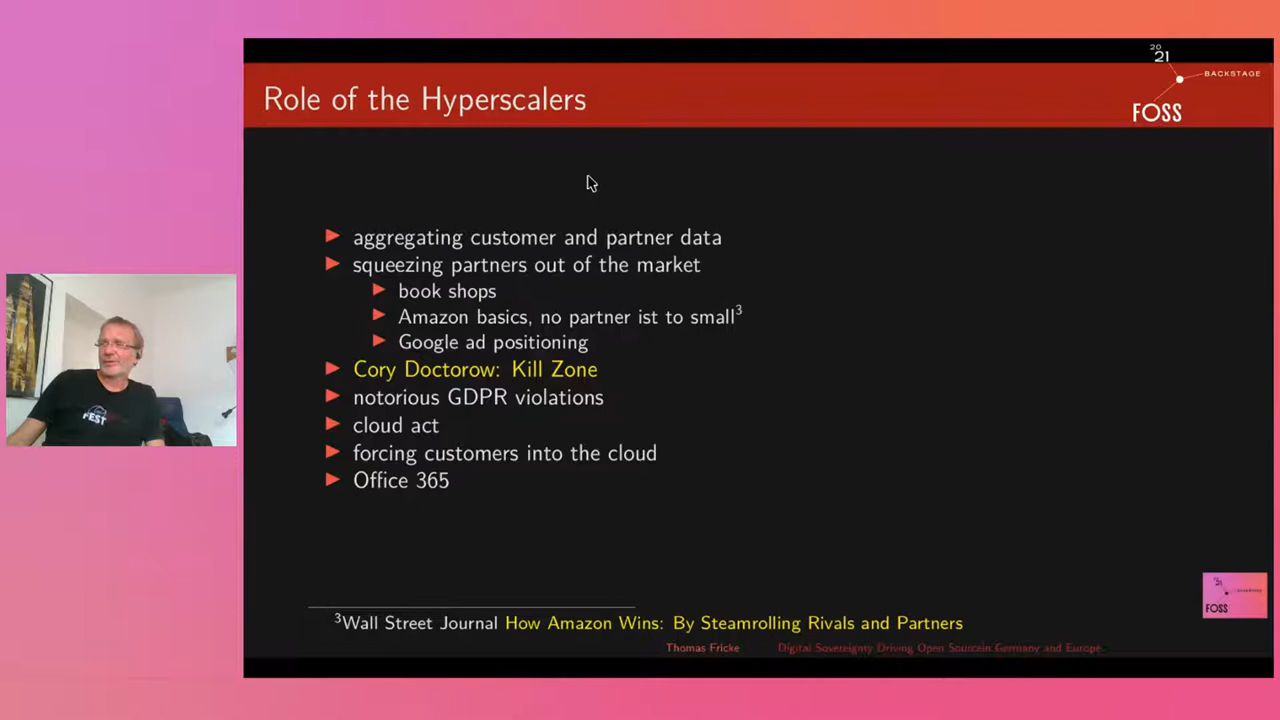 Role of the Hyperscalers
20
21
BACKSTAGE
FOSS
aggregating customer and partner data
squeezing partners out of the market
book shops
Amazon basics, no partner ist to small3
Google ad positioning
Cory Doctorow: Kill Zone
notorious GDPR violations
cloud act
forcing customers into the cloud
Office 365
FEST
21
FOSS
3Wall Street Journal How Amazon Wins: By Steamrolling Rivals and Partners
Thomas Fricke Digital Sovereignty Driving Open Sourcein Germany and Europe